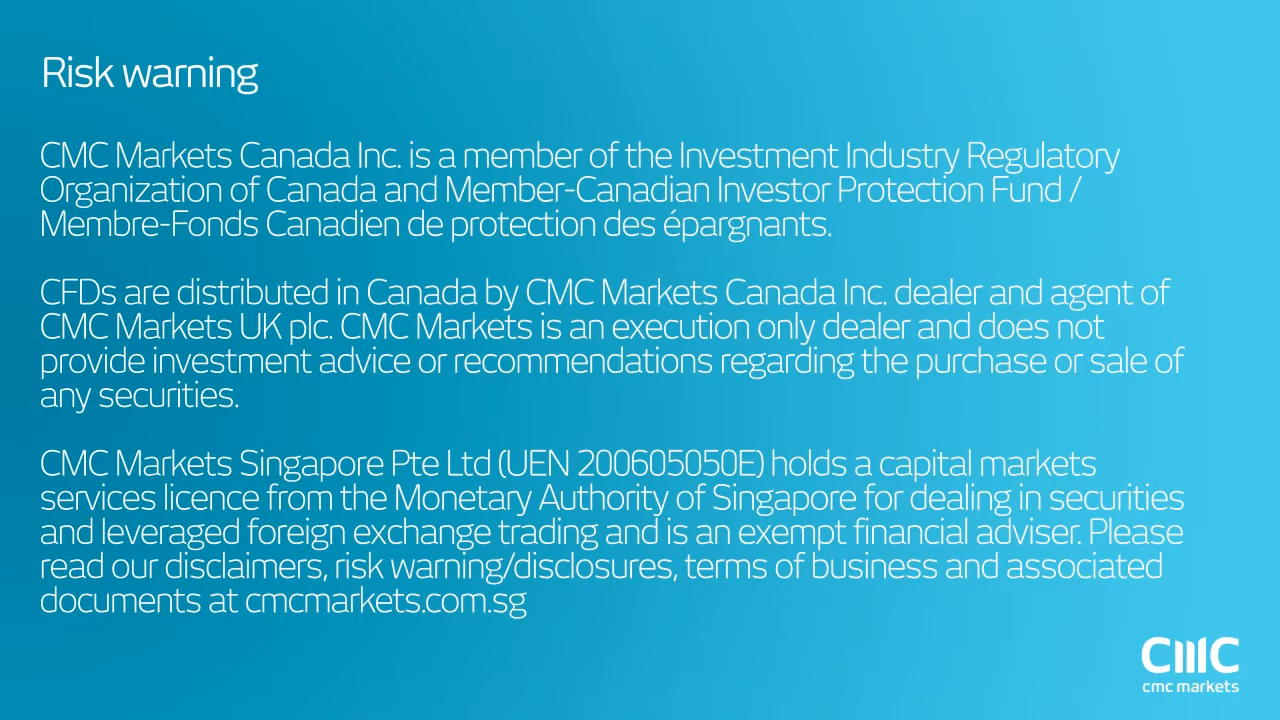 Risk warning
CMC Markets Canada Inc. is a member of the Investment Industry Regulatory
Organization of Canada and Member-Canadian Investor Protection Fund /
Membre-Fonds Canadien de protection des épargnants.
CFDs are distributed in Canada by CMC Markets Canada Inc. dealer and agent of
CMC Markets UK plc. CMC Markets is an execution only dealer and does not
provide investment advice or recommendations regarding the purchase or sale of
any securities.
CMC Markets Singapore Pte Ltd (UEN 200605050E) holds a capital markets
services licence from the Monetary Authority of Singapore for dealing in securities
and leveraged foreign exchange trading and is an exempt financial adviser. Please
read our disclaimers, risk warning/disclosures, terms of business and associated
documents at cmcmarkets.com.sg
CMC
cmc markets